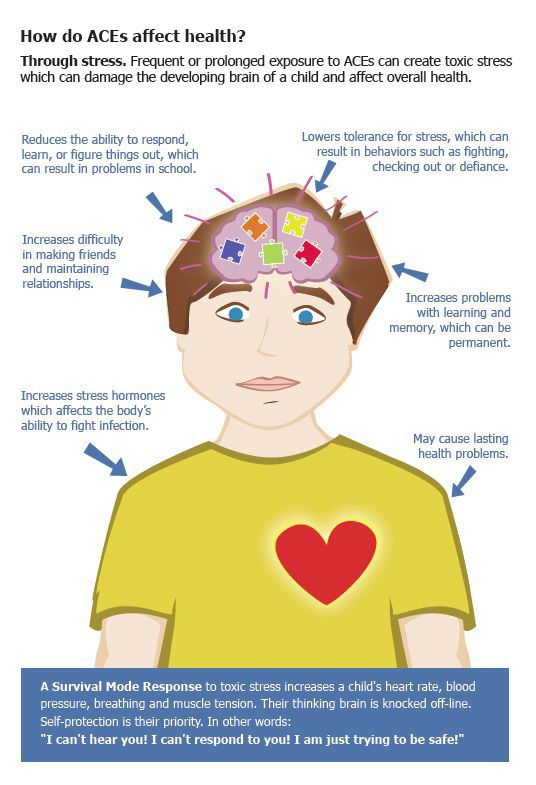 How do ACEs affect health?
Through stress. Frequent or prolonged exposure to ACEs can create toxic stress
which can damage the developing brain of a child and affect overall health.
Reduces the ability to respond,
learn, or figure things out, which
can result in problems in school.
Lowers tolerance for stress, which can
result in behaviors such as fighting,
checking out or defiance.
Increases difficulty
in making friends
and maintaining
relationships.
Increases problems
with learning and
memory, which can be
permanent.
Increases stress hormones
which affects the body's
ability to fight infection.
May cause lasting
health problems.
A Survival Mode Response to toxic stress increases a child's heart rate, blood
pressure, breathing and muscle tension. Their thinking brain is knocked off-line.
Self-protection is their priority. In other words:
"I can't hear you! I can't respond to you! I am just trying to be safe!"